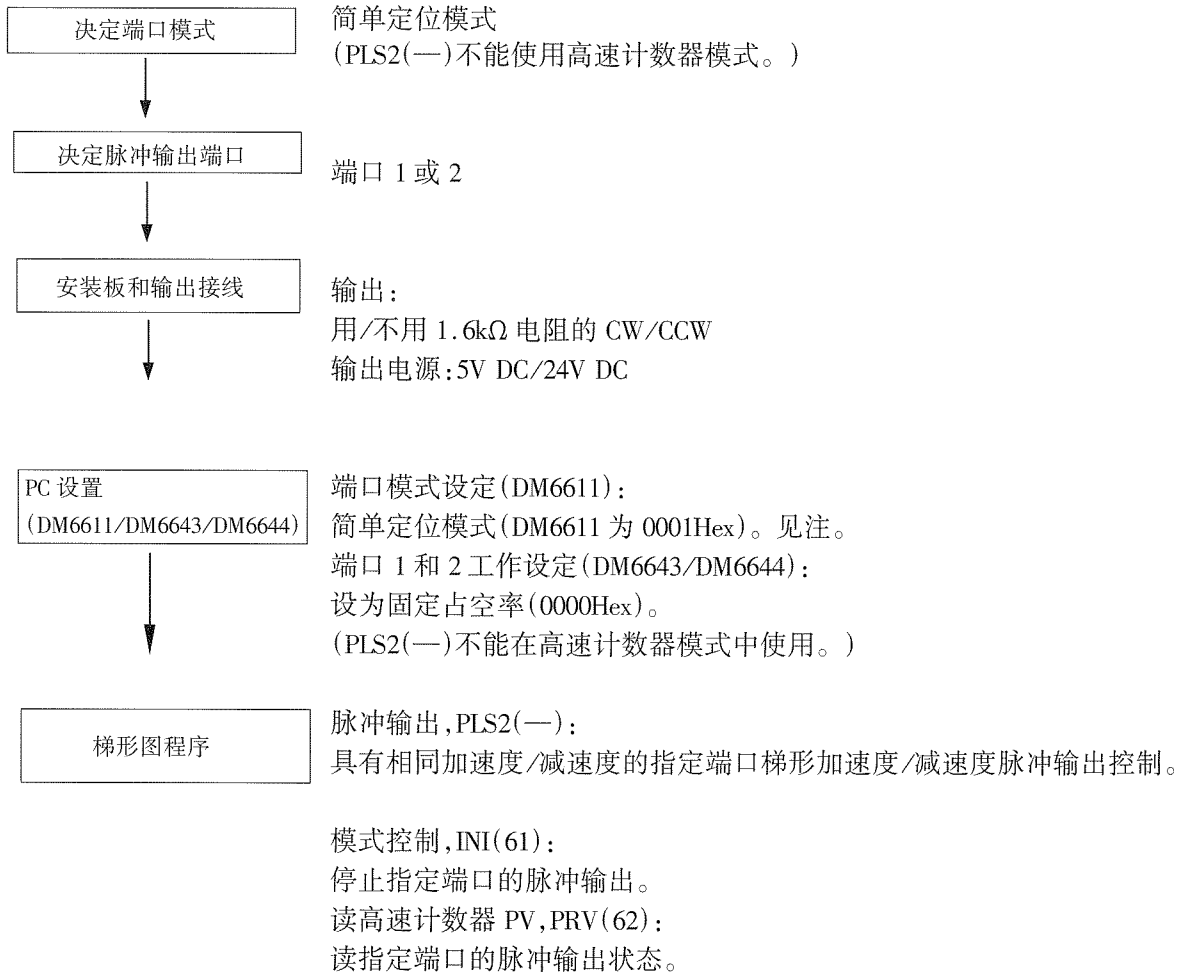 决定端口模式
简单定位模式
(PLS2(—)不能使用高速计数器模式。)
决定脉冲输出端口
端口 1 或 2
安装板和输出接线
输出:
用/不用 1.6kΩ 电阻的 CW/CCW
输出电源:5V DC/24V DC
PC 设置
(DM6611/DM6643/DM6644)
端口模式设定(DM6611):
简单定位模式(DM6611 为 0001Hex)。见注。
端口 1 和 2 工作设定(DM6643/DM6644):
设为固定占空率(0000Hex)。
(PLS2(—)不能在高速计数器模式中使用。)
梯形图程序
脉冲输出,PLS2(—):
具有相同加速度/减速度的指定端口梯形加速度/减速度脉冲输出控制。
模式控制,INI(61):
停止指定端口的脉冲输出。
读高速计数器 PV,PRV(62):
读指定端口的脉冲输出状态。